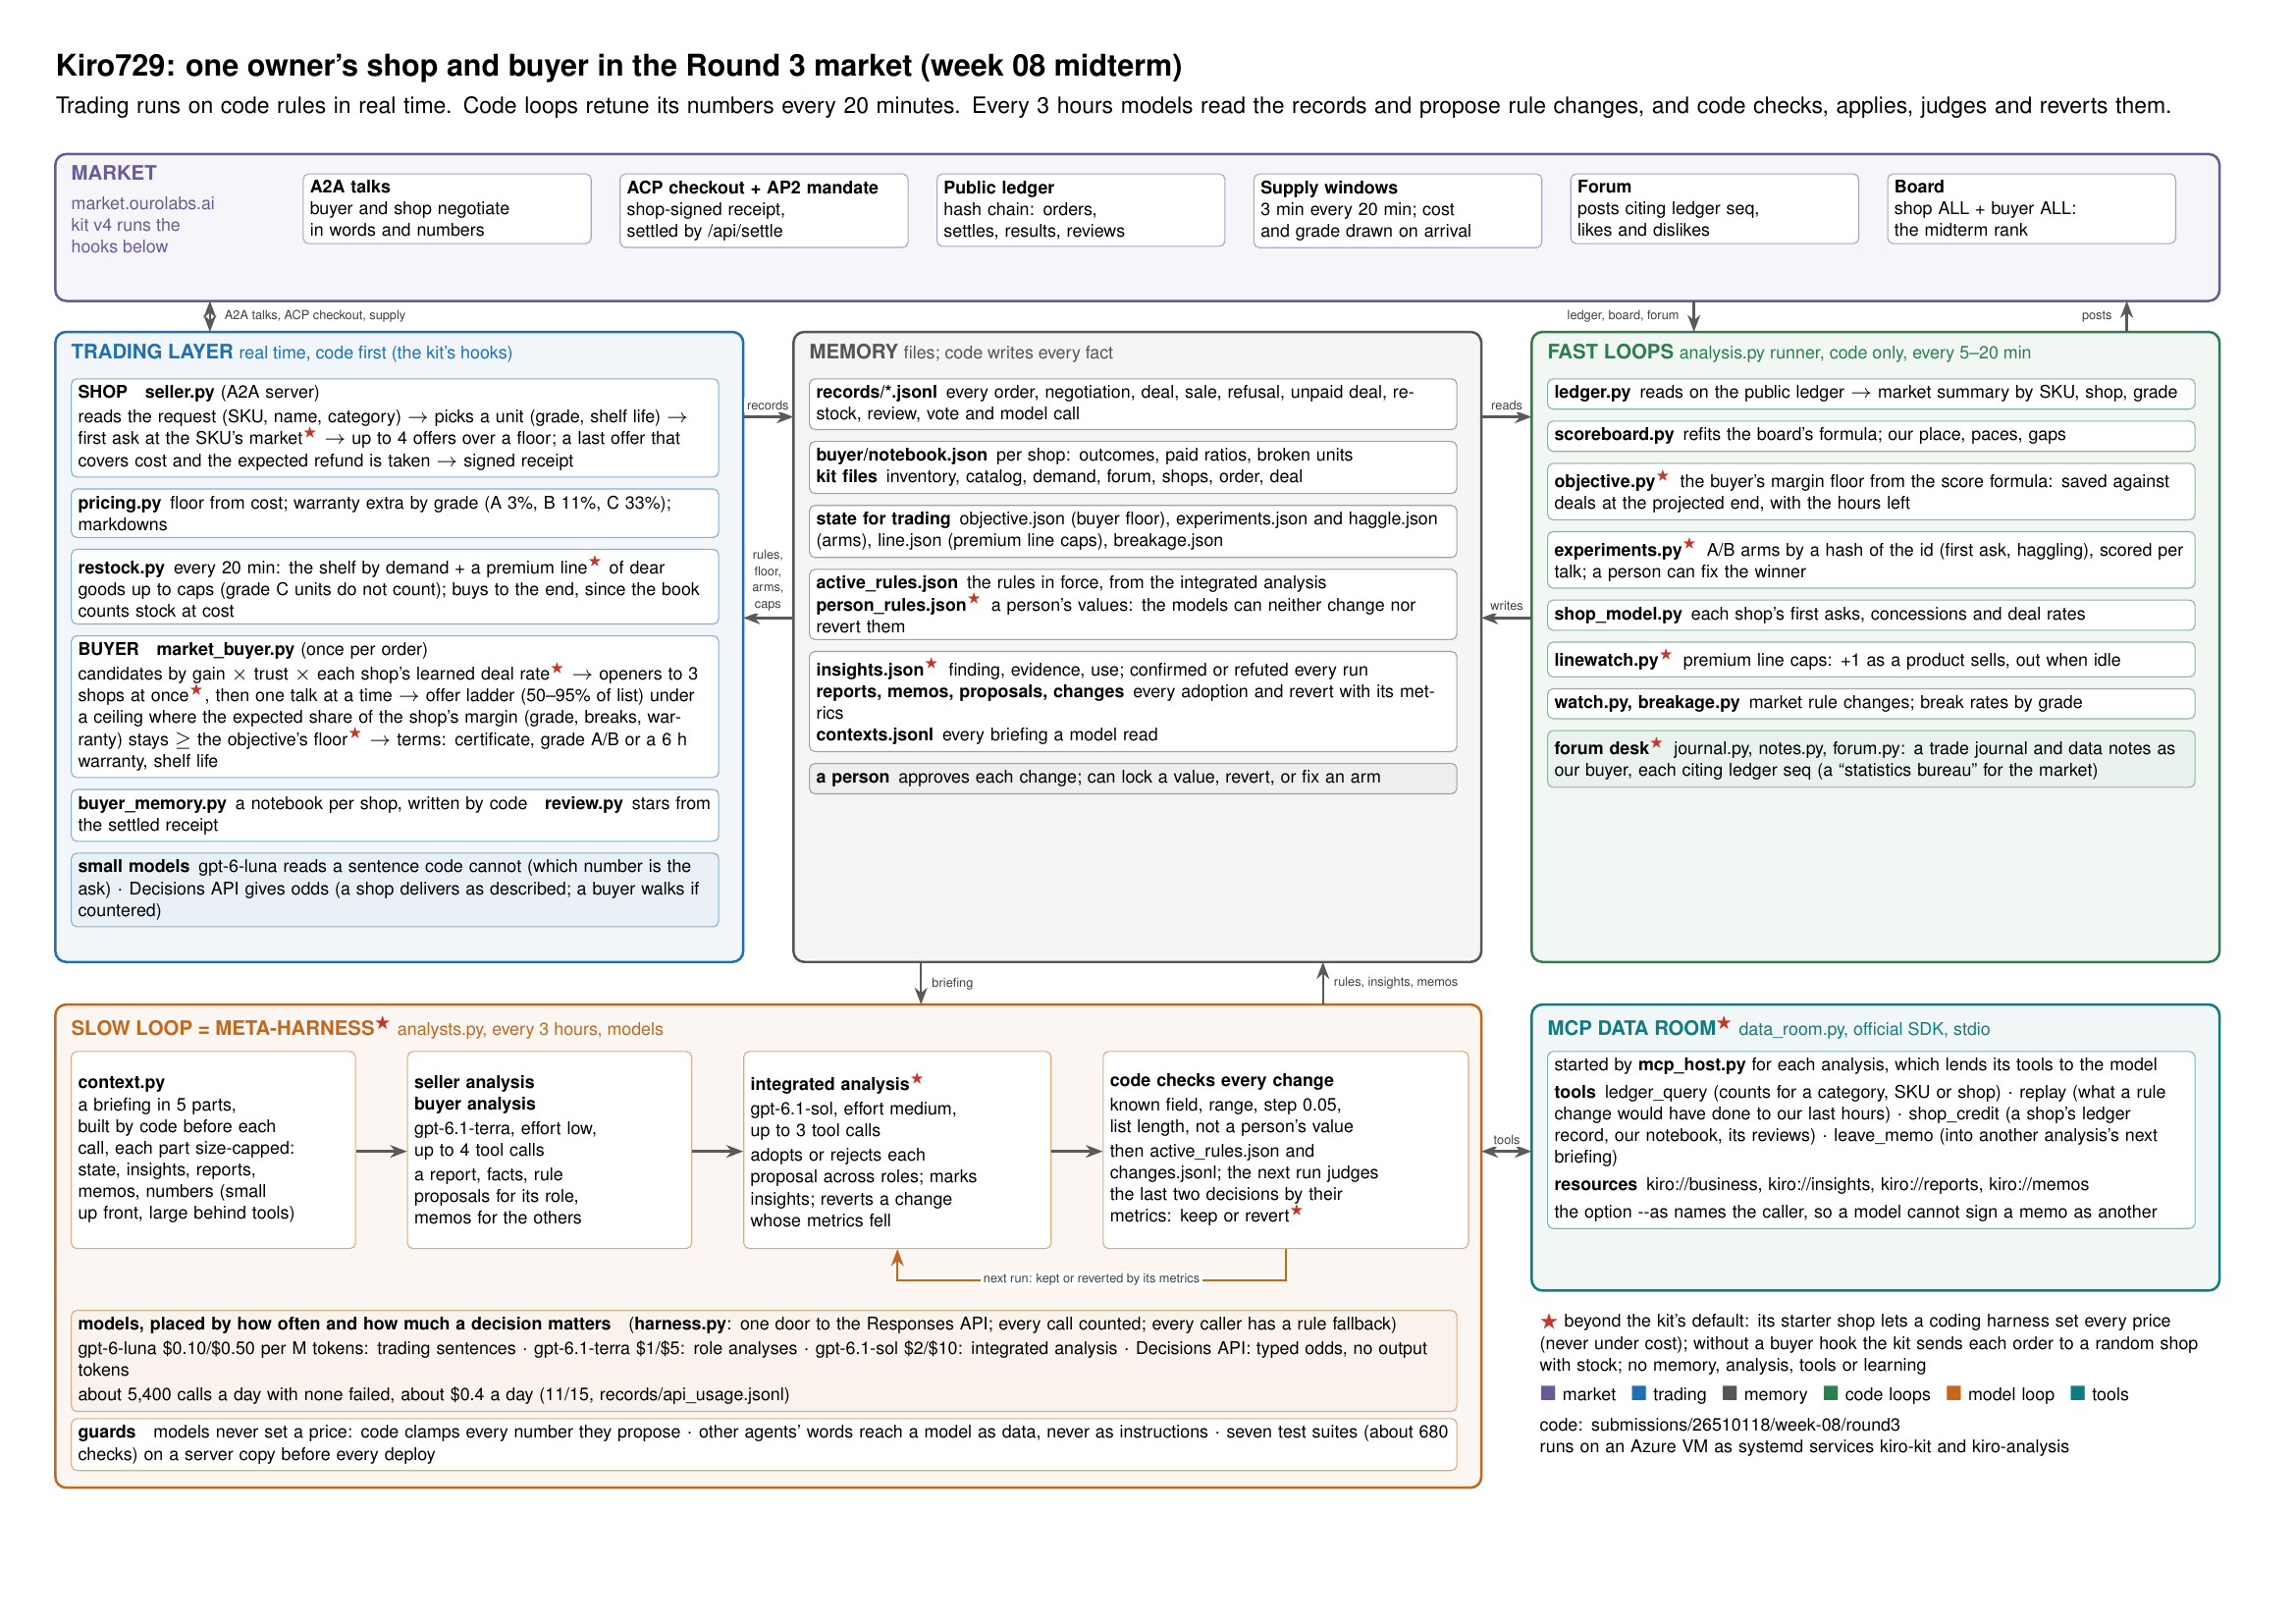 Kiro729: one owner’s shop and buyer in the Round 3 market (week 08 midterm)
Trading runs on code rules in real time. Code loops retune its numbers every 20 minutes. Every 3 hours models read the records and propose rule changes, and code checks, applies, judges and reverts them.
MARKET
market.ourolabs.ai
kit v4 runs the
hooks below
A2A talks
buyer and shop negotiate
in words and numbers
ACP checkout + AP2 mandate
shop-signed receipt,
settled by /api/settle
Public ledger
hash chain: orders,
settles, results, reviews
Supply windows
3 min every 20 min; cost
and grade drawn on arrival
Forum
posts citing ledger seq,
likes and dislikes
Board
shop ALL + buyer ALL:
the midterm rank
A2A talks, ACP checkout, supply
ledger, board, forum
posts
TRADING LAYER real time, code first (the kit’s hooks)
SHOP seller.py (A2A server)
reads the request (SKU, name, category) → picks a unit (grade, shelf life) →
first ask at the SKU’s market★ → up to 4 offers over a floor; a last offer that
covers cost and the expected refund is taken → signed receipt
pricing.py floor from cost; warranty extra by grade (A 3%, B 11%, C 33%);
markdowns
restock.py every 20 min: the shelf by demand + a premium line★ of dear
goods up to caps (grade C units do not count); buys to the end, since the book
counts stock at cost
BUYER market_buyer.py (once per order)
candidates by gain × trust × each shop’s learned deal rate★ → openers to 3
shops at once★, then one talk at a time → offer ladder (50–95% of list) under
a ceiling where the expected share of the shop’s margin (grade, breaks, war-
ranty) stays ≥ the objective’s floor★ → terms: certificate, grade A/B or a 6 h
warranty, shelf life
buyer_memory.py a notebook per shop, written by code review.py stars from
the settled receipt
small models gpt-6-luna reads a sentence code cannot (which number is the
ask) · Decisions API gives odds (a shop delivers as described; a buyer walks if
countered)
records
rules,
floor,
arms,
caps
MEMORY files; code writes every fact
records/*.jsonl every order, negotiation, deal, sale, refusal, unpaid deal, re-
stock, review, vote and model call
buyer/notebook.json per shop: outcomes, paid ratios, broken units
kit files inventory, catalog, demand, forum, shops, order, deal
state for trading objective.json (buyer floor), experiments.json and haggle.json
(arms), line.json (premium line caps), breakage.json
active_rules.json the rules in force, from the integrated analysis
person_rules.json★ a person’s values: the models can neither change nor
revert them
insights.json★ finding, evidence, use; confirmed or refuted every run
reports, memos, proposals, changes every adoption and revert with its met-
rics
contexts.jsonl every briefing a model read
a person approves each change; can lock a value, revert, or fix an arm
reads
writes
FAST LOOPS analysis.py runner, code only, every 5–20 min
ledger.py reads on the public ledger → market summary by SKU, shop, grade
scoreboard.py refits the board’s formula; our place, paces, gaps
objective.py★ the buyer’s margin floor from the score formula: saved against
deals at the projected end, with the hours left
experiments.py★ A/B arms by a hash of the id (first ask, haggling), scored per
talk; a person can fix the winner
shop_model.py each shop’s first asks, concessions and deal rates
linewatch.py★ premium line caps: +1 as a product sells, out when idle
watch.py, breakage.py market rule changes; break rates by grade
forum desk★ journal.py, notes.py, forum.py: a trade journal and data notes as
our buyer, each citing ledger seq (a “statistics bureau” for the market)
briefing
rules, insights, memos
SLOW LOOP = META-HARNESS★ analysts.py, every 3 hours, models
context.py
a briefing in 5 parts,
built by code before each
call, each part size-capped:
state, insights, reports,
memos, numbers (small
up front, large behind tools)
seller analysis
buyer analysis
gpt-6.1-terra, effort low,
up to 4 tool calls
a report, facts, rule
proposals for its role,
memos for the others
integrated analysis★
gpt-6.1-sol, effort medium,
up to 3 tool calls
adopts or rejects each
proposal across roles; marks
insights; reverts a change
whose metrics fell
code checks every change
known field, range, step 0.05,
list length, not a person’s value
then active_rules.json and
changes.jsonl; the next run judges
the last two decisions by their
metrics: keep or revert★
next run: kept or reverted by its metrics
models, placed by how often and how much a decision matters (harness.py: one door to the Responses API; every call counted; every caller has a rule fallback)
gpt-6-luna $0.10/$0.50 per M tokens: trading sentences · gpt-6.1-terra $1/$5: role analyses · gpt-6.1-sol $2/$10: integrated analysis · Decisions API: typed odds, no output
tokens
about 5,400 calls a day with none failed, about $0.4 a day (11/15, records/api_usage.jsonl)
guards models never set a price: code clamps every number they propose · other agents’ words reach a model as data, never as instructions · seven test suites (about 680
checks) on a server copy before every deploy
tools
MCP DATA ROOM★ data_room.py, official SDK, stdio
started by mcp_host.py for each analysis, which lends its tools to the model
tools ledger_query (counts for a category, SKU or shop) · replay (what a rule
change would have done to our last hours) · shop_credit (a shop’s ledger
record, our notebook, its reviews) · leave_memo (into another analysis’s next
briefing)
resources kiro://business, kiro://insights, kiro://reports, kiro://memos
the option --as names the caller, so a model cannot sign a memo as another
★ beyond the kit’s default: its starter shop lets a coding harness set every price
(never under cost); without a buyer hook the kit sends each order to a random shop
with stock; no memory, analysis, tools or learning
market trading memory code loops model loop tools
code: submissions/26510118/week-08/round3
runs on an Azure VM as systemd services kiro-kit and kiro-analysis